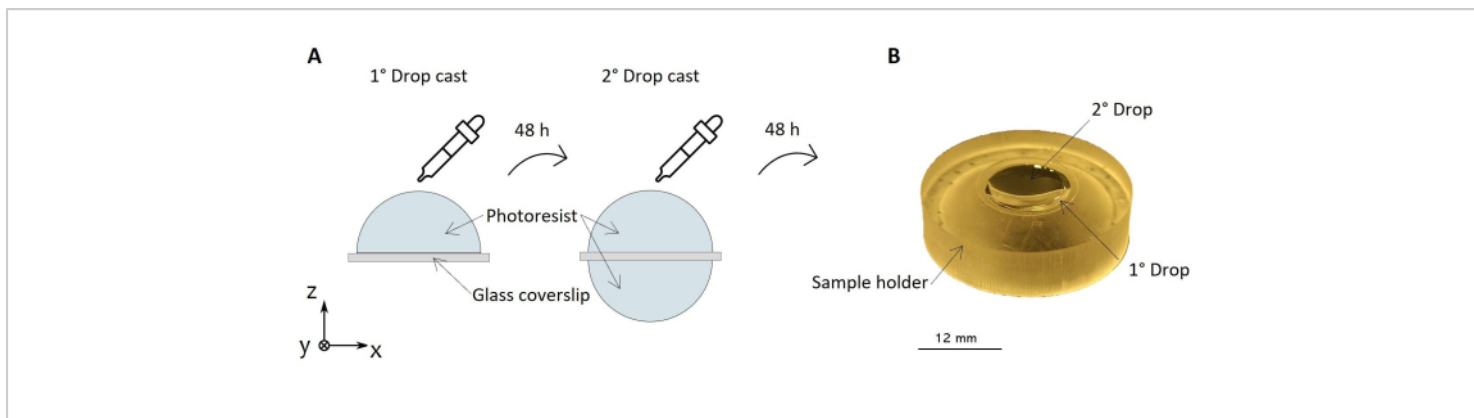 A
B
1° Drop cast
2° Drop cast
48 h
48 h
2° Drop
Photoresist
Glass coverslip
Sample holder
1° Drop
z
y
x
12 mm